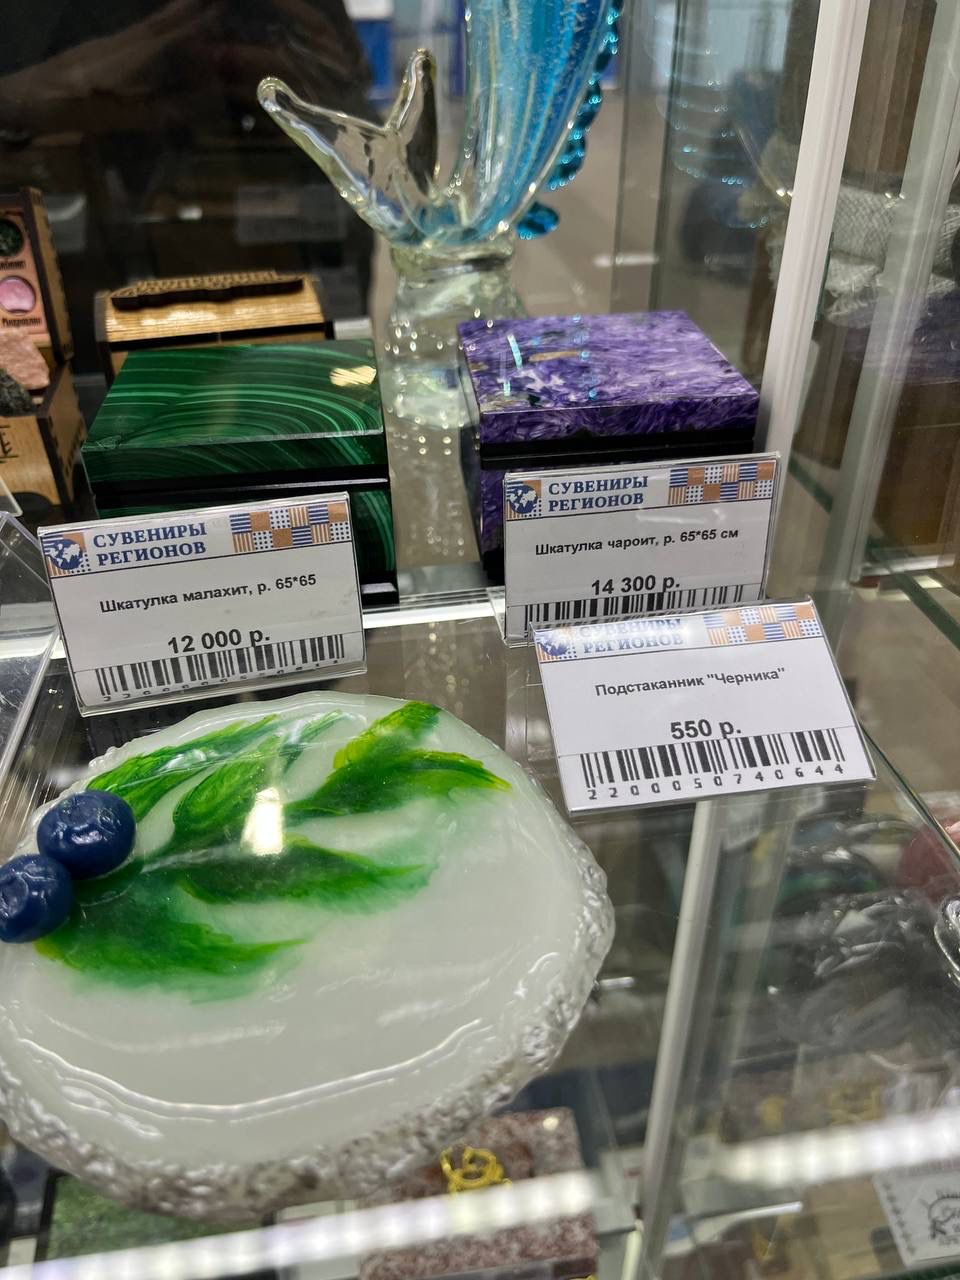 СУВЕНИРЫ
РЕГИОНОВ
Шкатулка малахит, р. 65*65
12 000 р.
СУВЕНИРЫ
РЕГИОНОВ
Шкатулка чароит, р. 65*65 см
14 300 р.
СУВЕНИРЫ
РЕГИОНОВ
Подстаканник "Черника"
550 р.
2200050740644